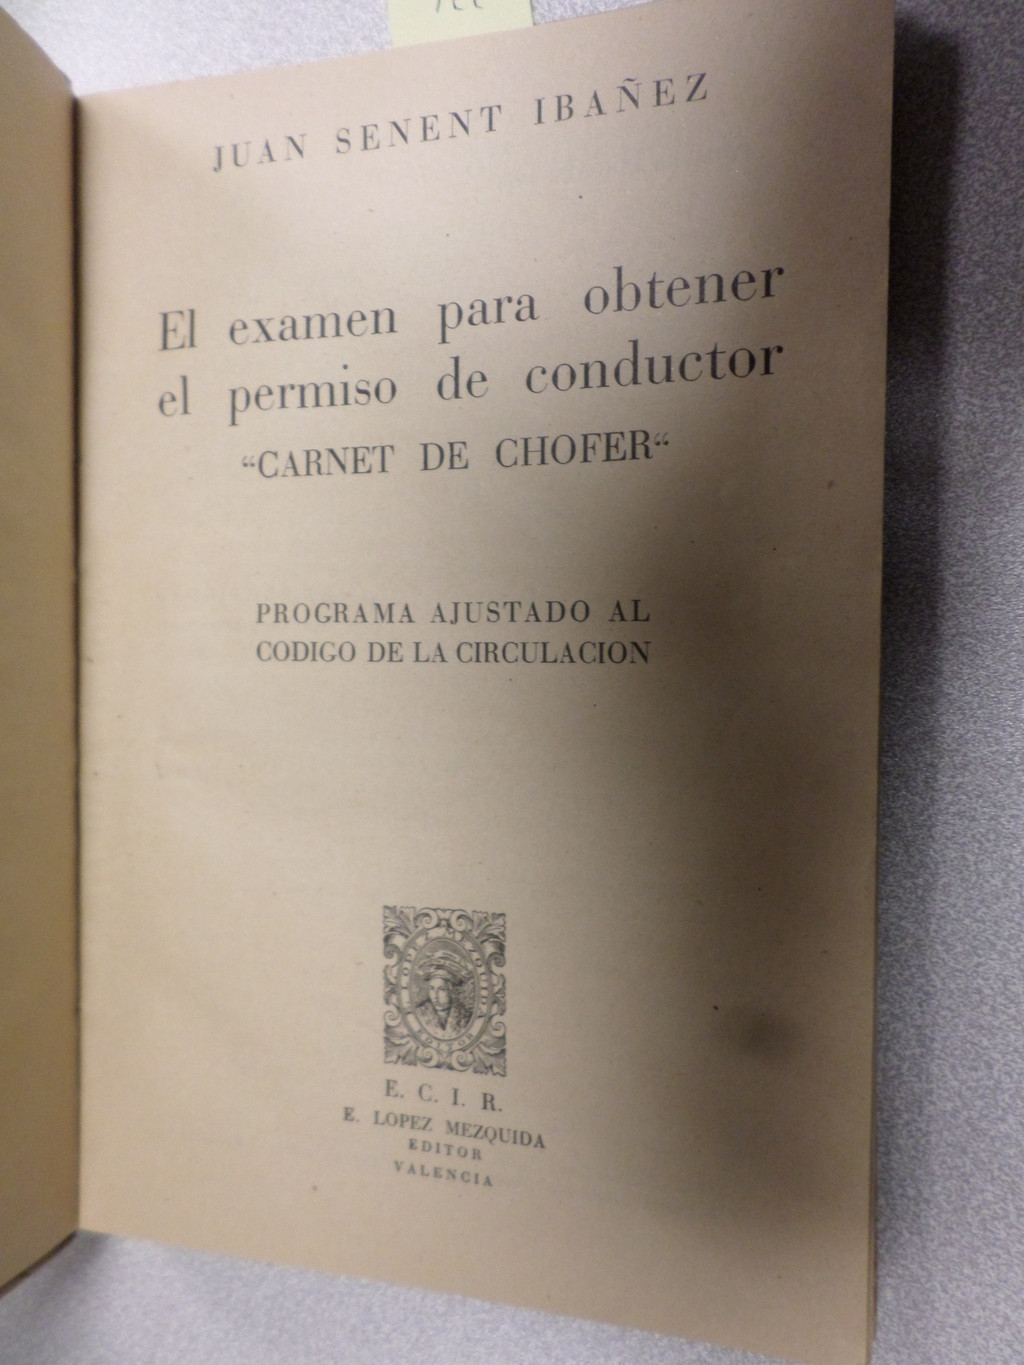 JUAN SENENT IBAÑEZ
El examen para obtener
el permiso de conductor
“CARNET DE CHOFER“
PROGRAMA AJUSTADO AL
CODIGO DE LA CIRCULACION
E. C. I. R.
E. LOPEZ MEZQUIDA
EDITOR
VALENCIA